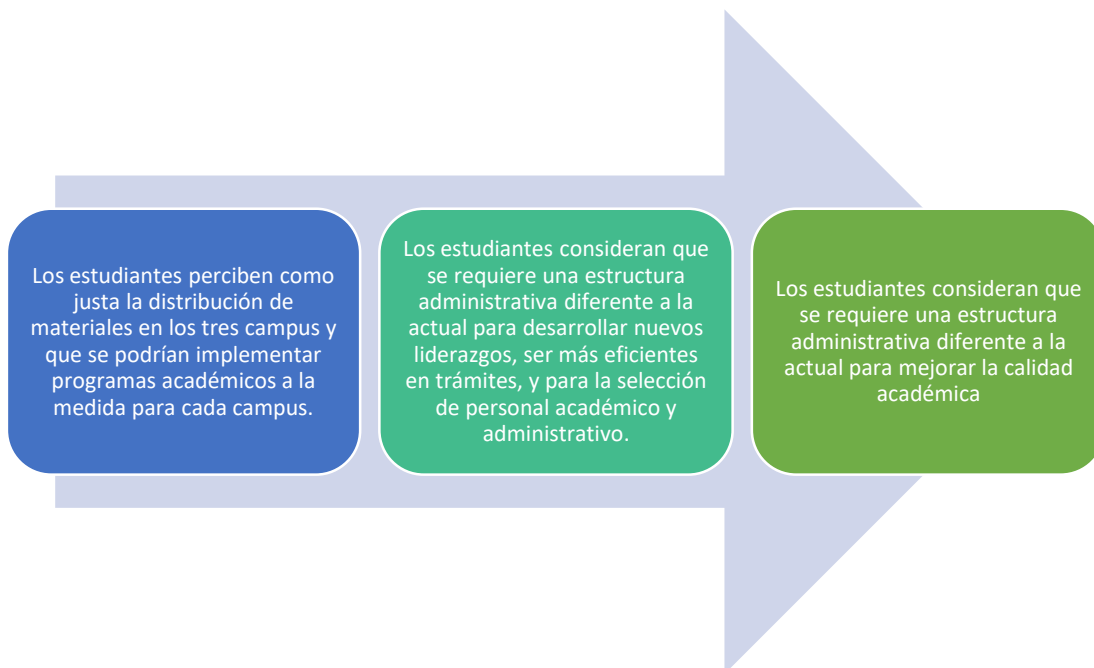 Los estudiantes perciben como
justa la distribución de
materiales en los tres campus y
que se podrían implementar
programas académicos a la
medida para cada campus.
Los estudiantes consideran que
se requiere una estructura
administrativa diferente a la
actual para desarrollar nuevos
liderazgos, ser más eficientes
en trámites, y para la selección
de personal académico y
administrativo.
Los estudiantes consideran que
se requiere una estructura
administrativa diferente a la
actual para mejorar la calidad
académica